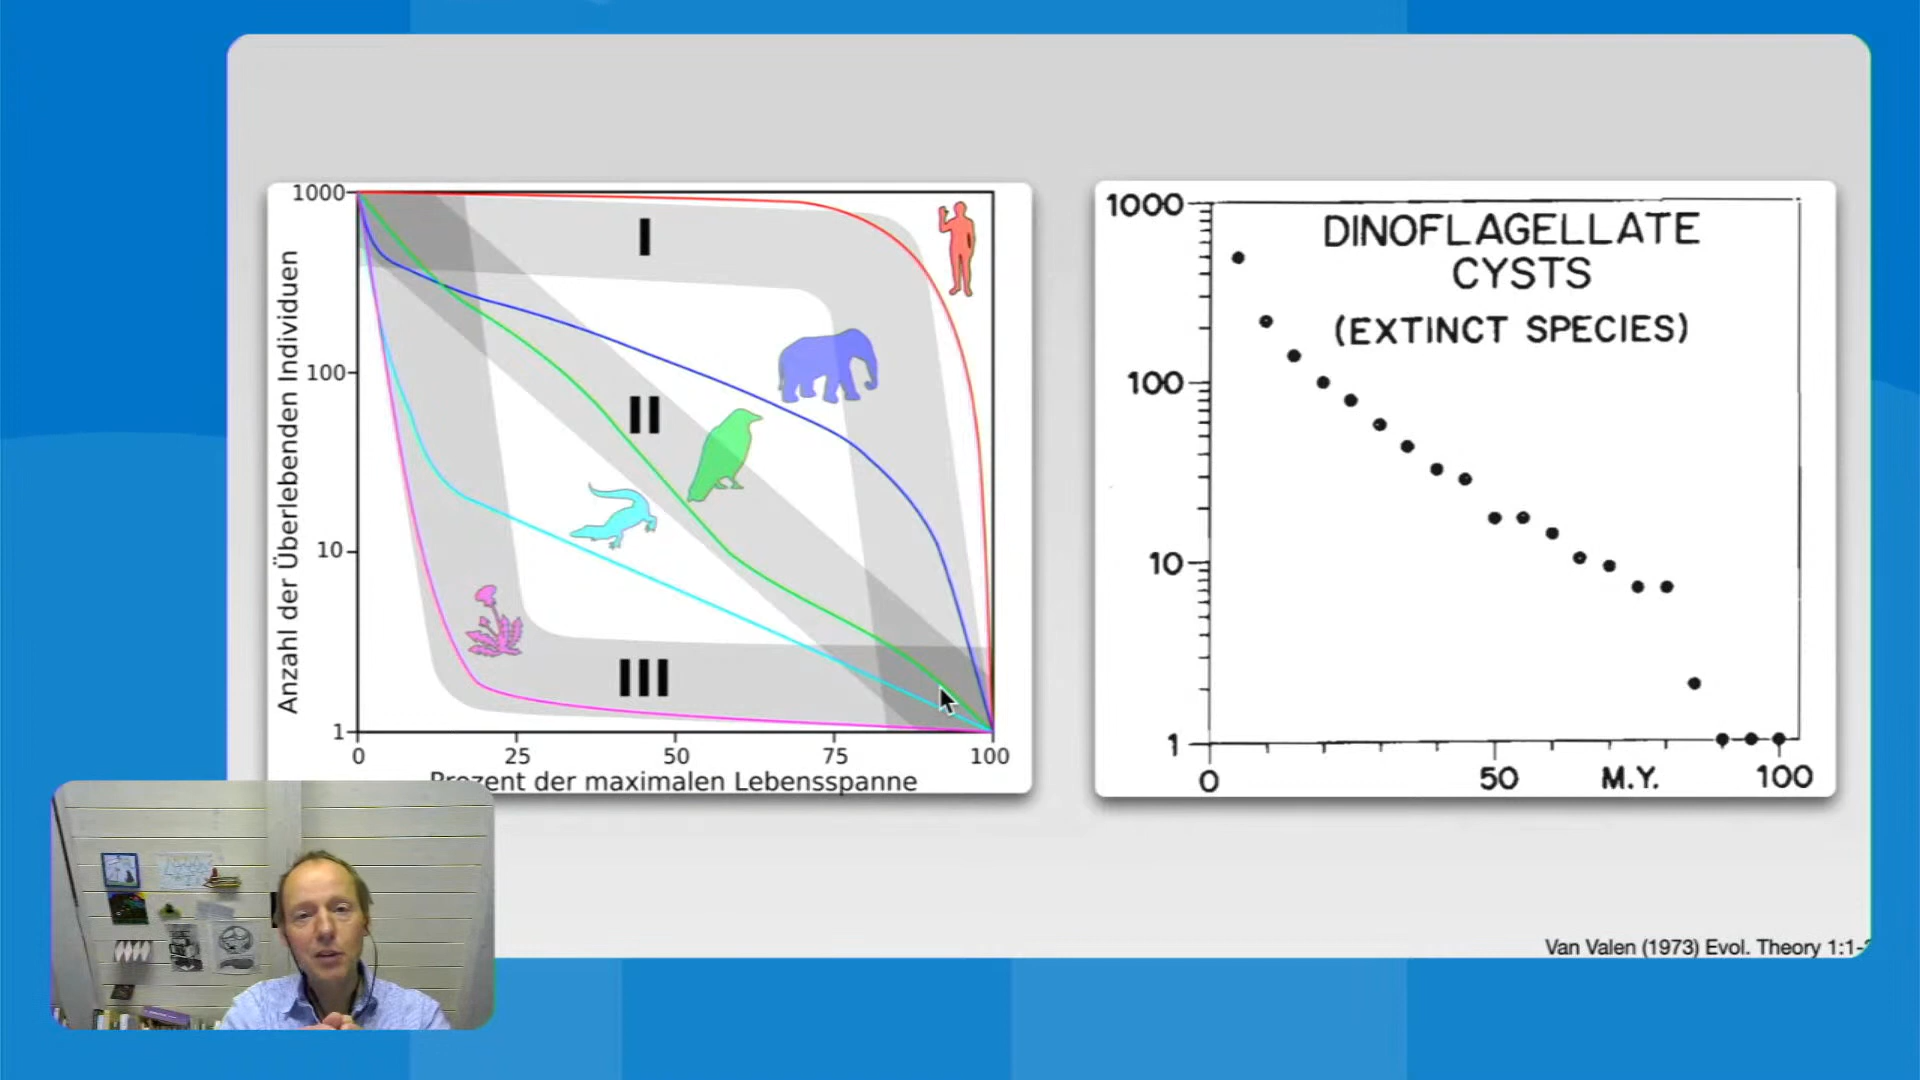 1000
100
10
1
0
25
50
75
100
Anzahl der Überlebenden Individuen
Prozent der maximalen Lebensspanne
I
II
III
1000
100
10
1
0
50
M.Y.
100
DINOFLAGELLATE
CYSTS
(EXTINCT SPECIES)
Van Valen (1973) Evol. Theory 1:1-